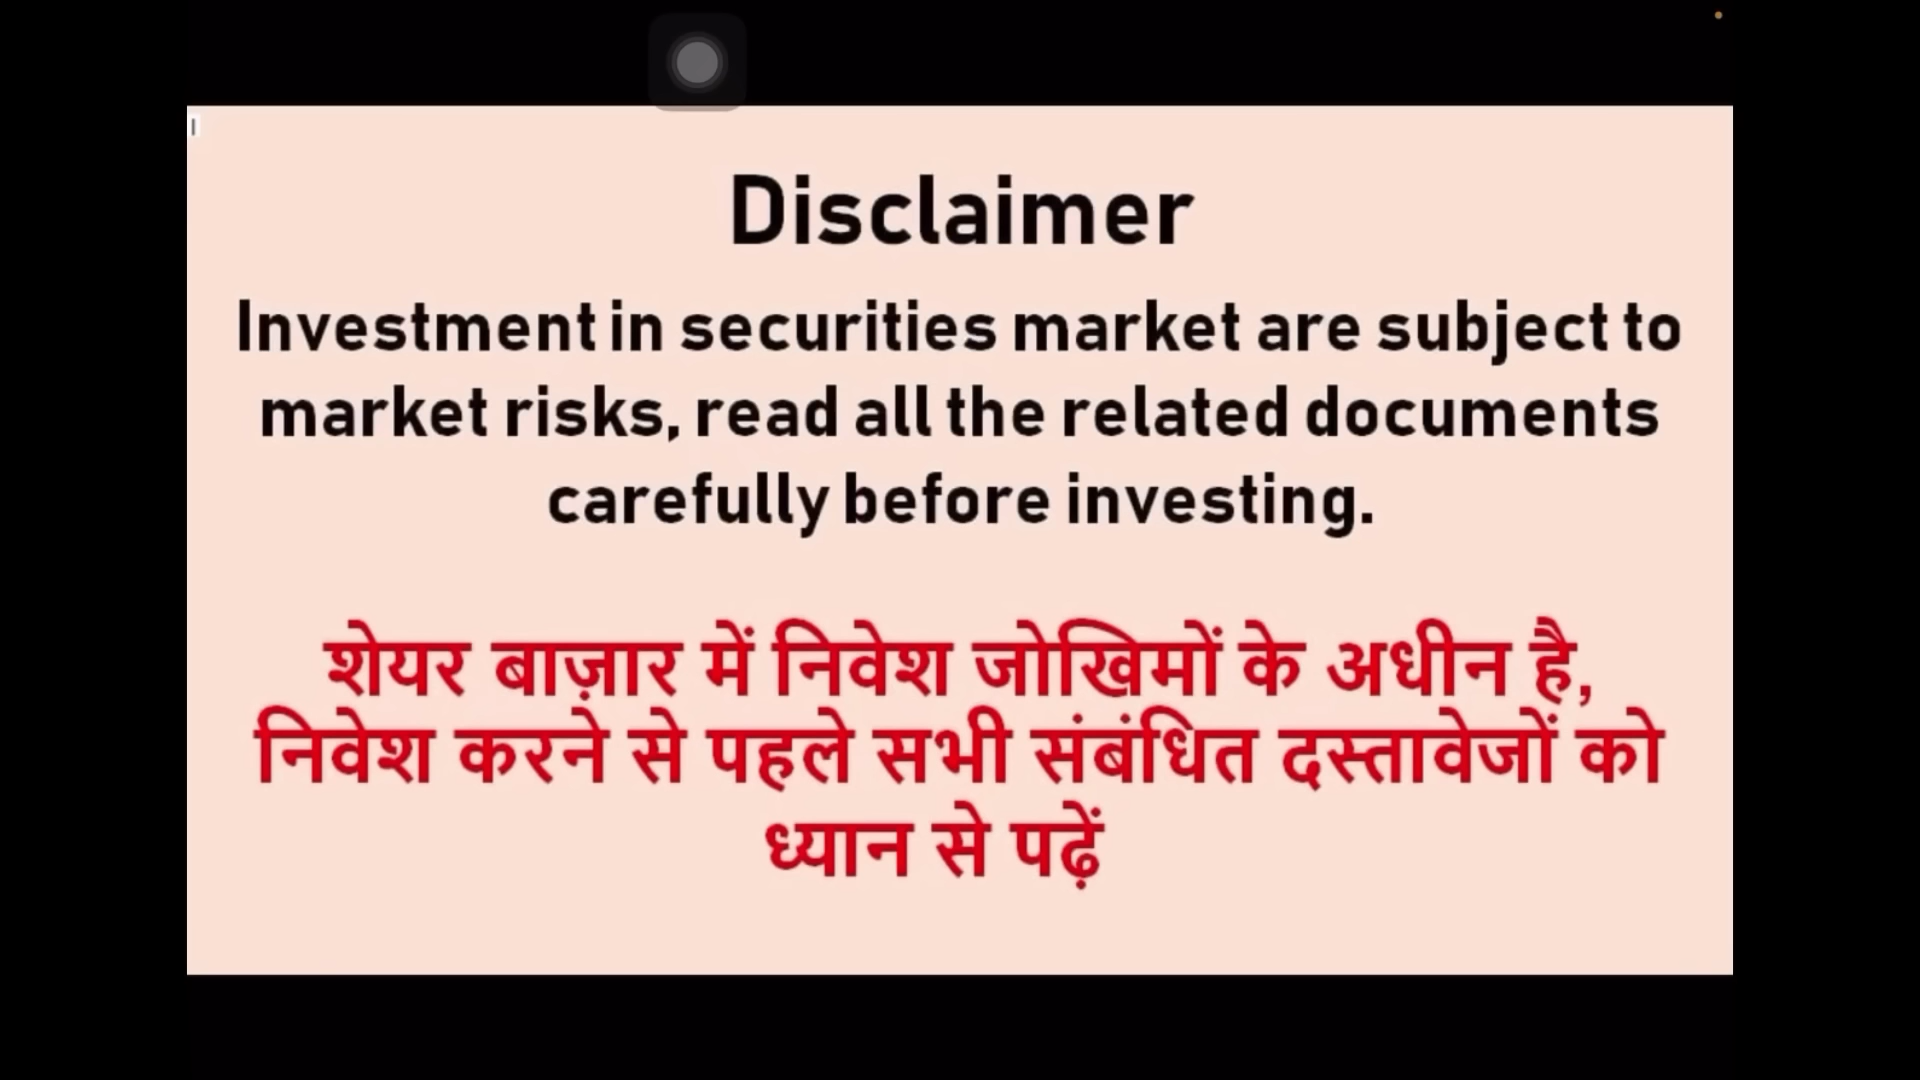 Disclaimer
Investment in securities market are subject to
market risks, read all the related documents
carefully before investing.
शेयर बाज़ार में निवेश जोखिमों के अधीन है,
निवेश करने से पहले सभी संबंधित दस्तावेजों को
ध्यान से पढ़ें